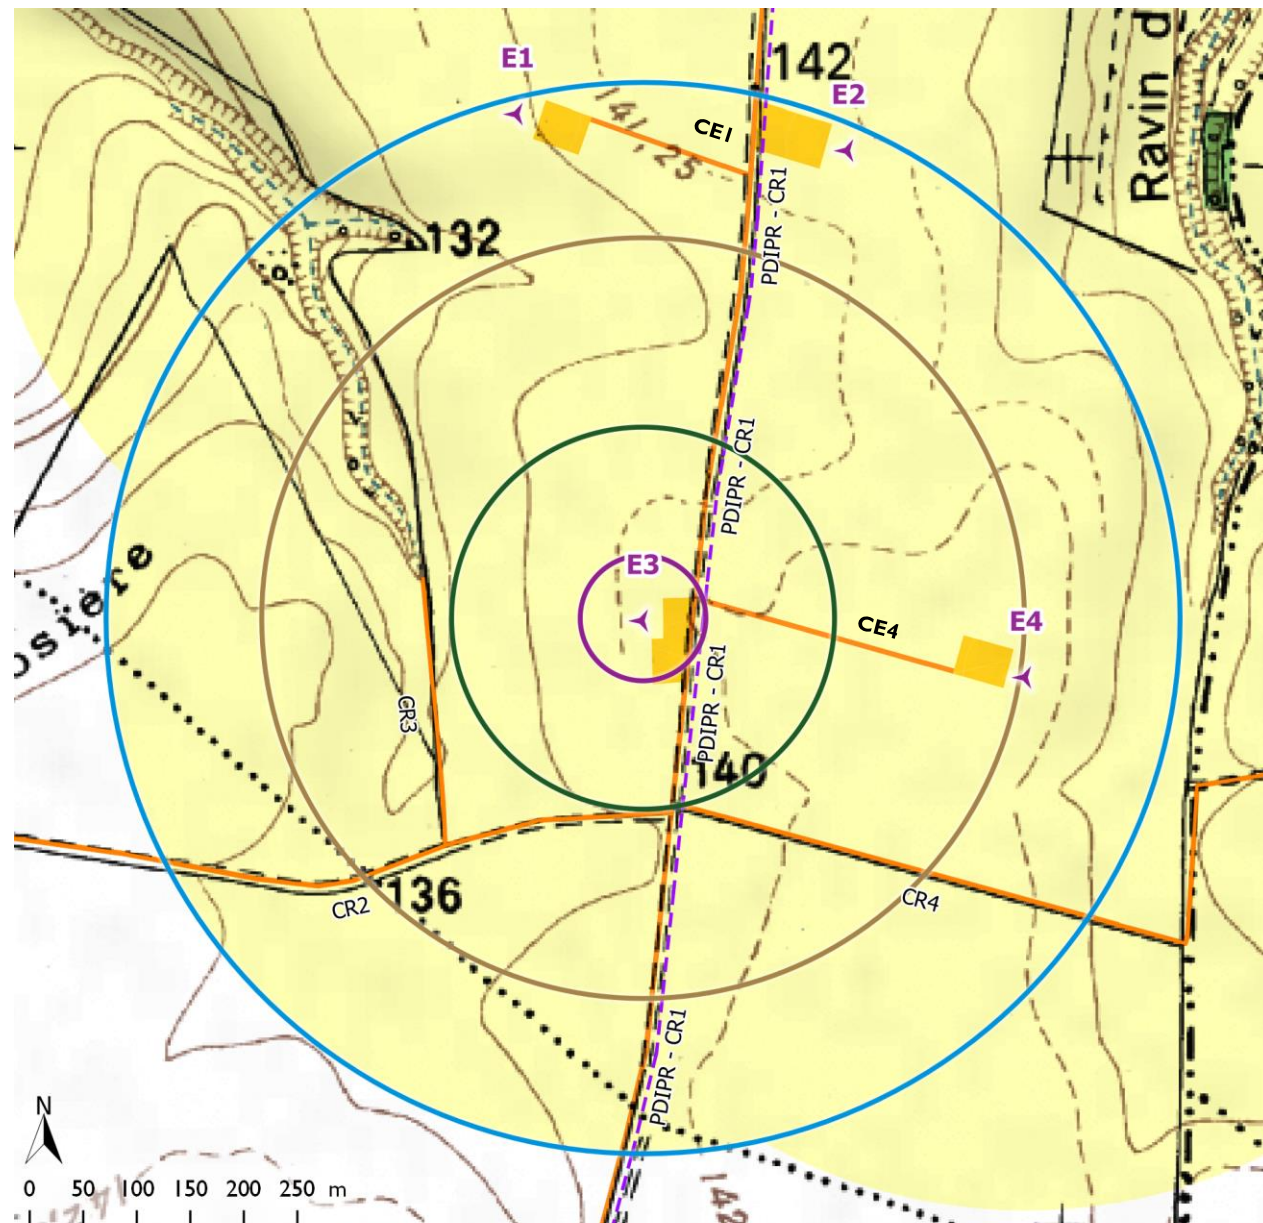 E1
142
E2
Ravin d
141,25
CE1
PDIPR - CR1
132
PDIPR - CR1
osière
E3
E4
CE4
PDIPR - CR1
CR3
140
136
CR2
CR4
PDIPR - CR1
N
0 50 100 150 200 250 m
142